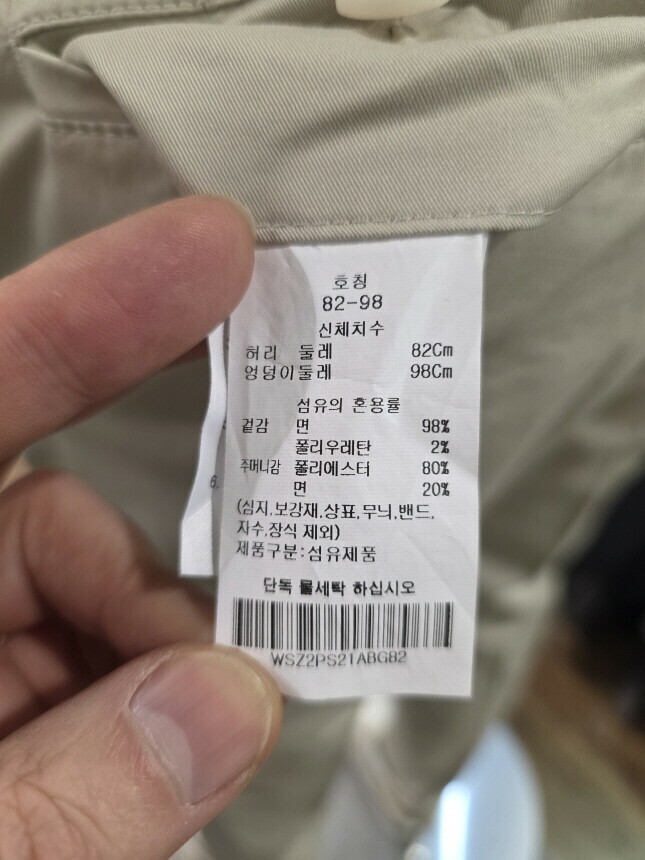 호칭
82-98
신체치수
허리 둘레 82Cm
엉덩이둘레 98Cm
섬유의 혼용률
겉감 면 98%
폴리우레탄 2%
주머니감 폴리에스터 80%
면 20%
(심지,보강재,상표,무늬,밴드,
자수,장식 제외)
제품구분:섬유제품
단독 물세탁 하십시오
WSZ2PS21ABG82
6.